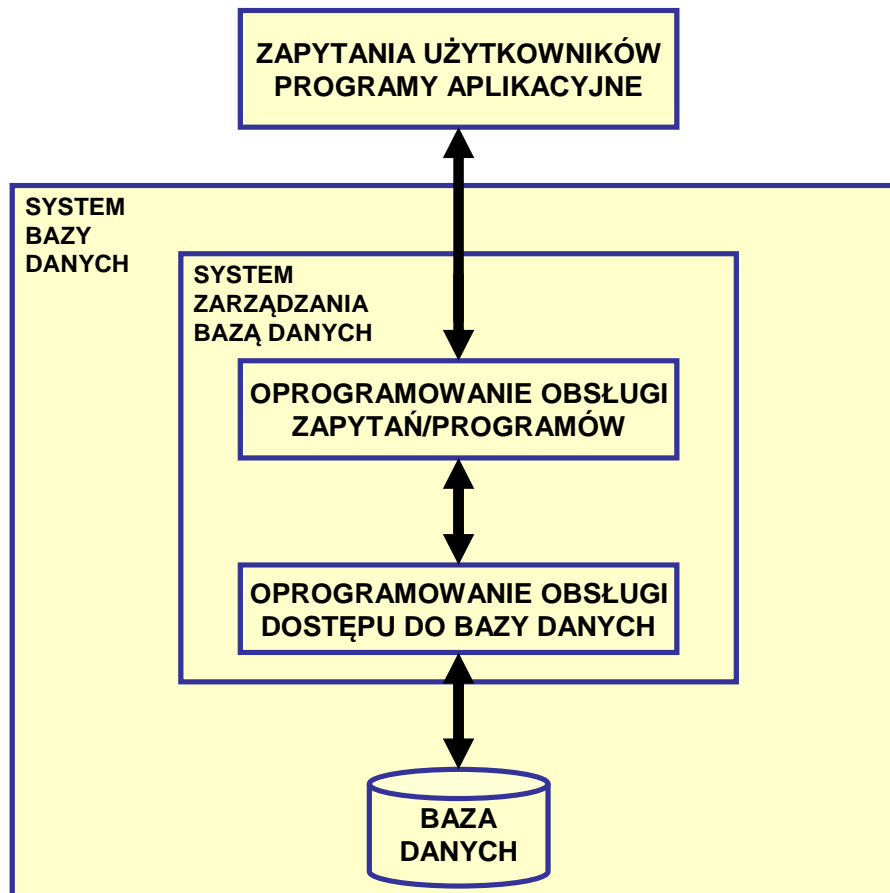 ZAPYTANIA UŻYTKOWNIKÓW
PROGRAMY APLIKACYJNE
SYSTEM
BAZY
DANYCH
SYSTEM
ZARZĄDZANIA
BAZĄ DANYCH
OPROGRAMOWANIE OBSŁUGI
ZAPYTAŃ/PROGRAMÓW
OPROGRAMOWANIE OBSŁUGI
DOSTĘPU DO BAZY DANYCH
BAZA
DANYCH